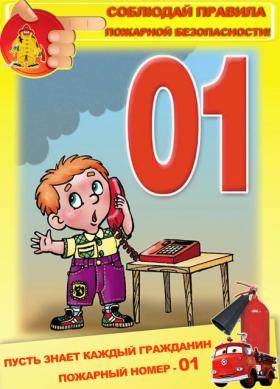 СОБЛЮДАЙ ПРАВИЛА
ПОЖАРНОЙ БЕЗОПАСНОСТИ!
01
ПУСТЬ ЗНАЕТ КАЖДЫЙ ГРАЖДАНИН
ПОЖАРНЫЙ НОМЕР - 01